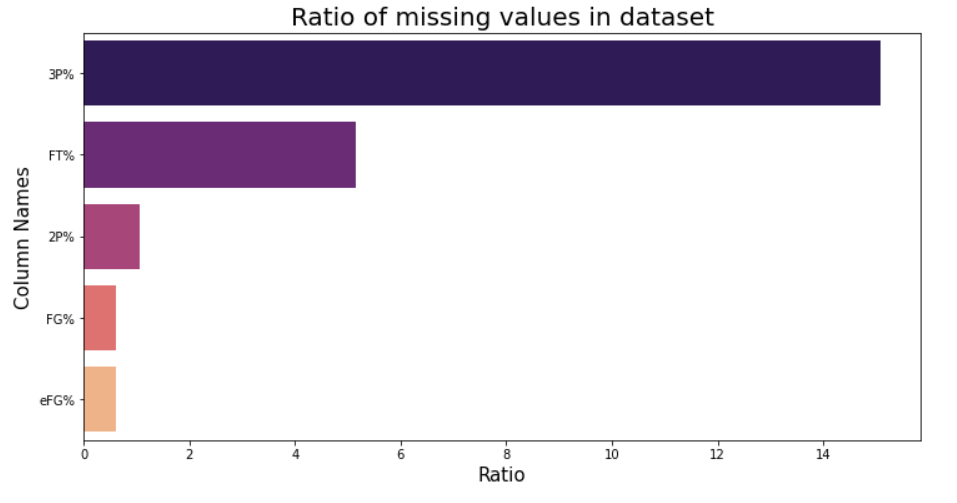 Ratio of missing values in dataset
Column Names
3P%
FT%
2P%
FG%
eFG%
0 2 4 6 8 10 12 14
Ratio